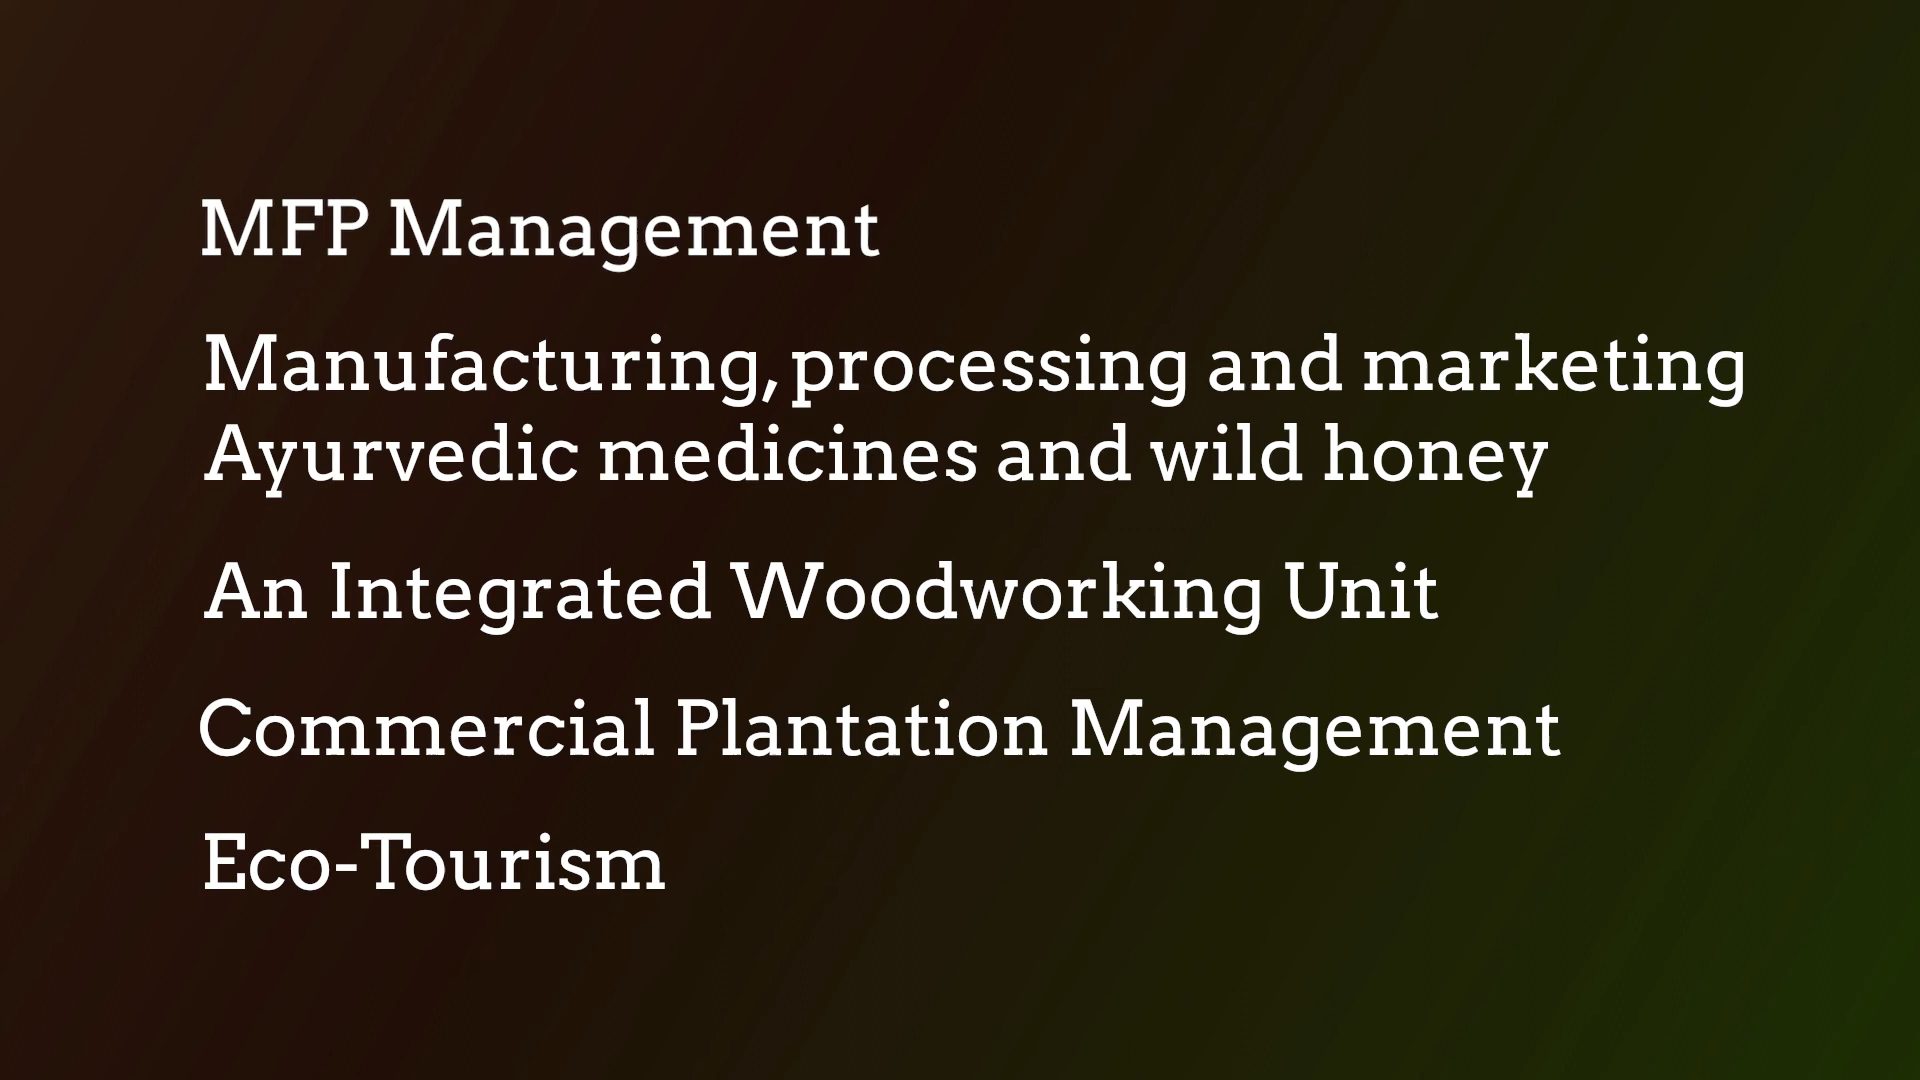 MFP Management
Manufacturing, processing and marketing
Ayurvedic medicines and wild honey
An Integrated Woodworking Unit
Commercial Plantation Management
Eco-Tourism